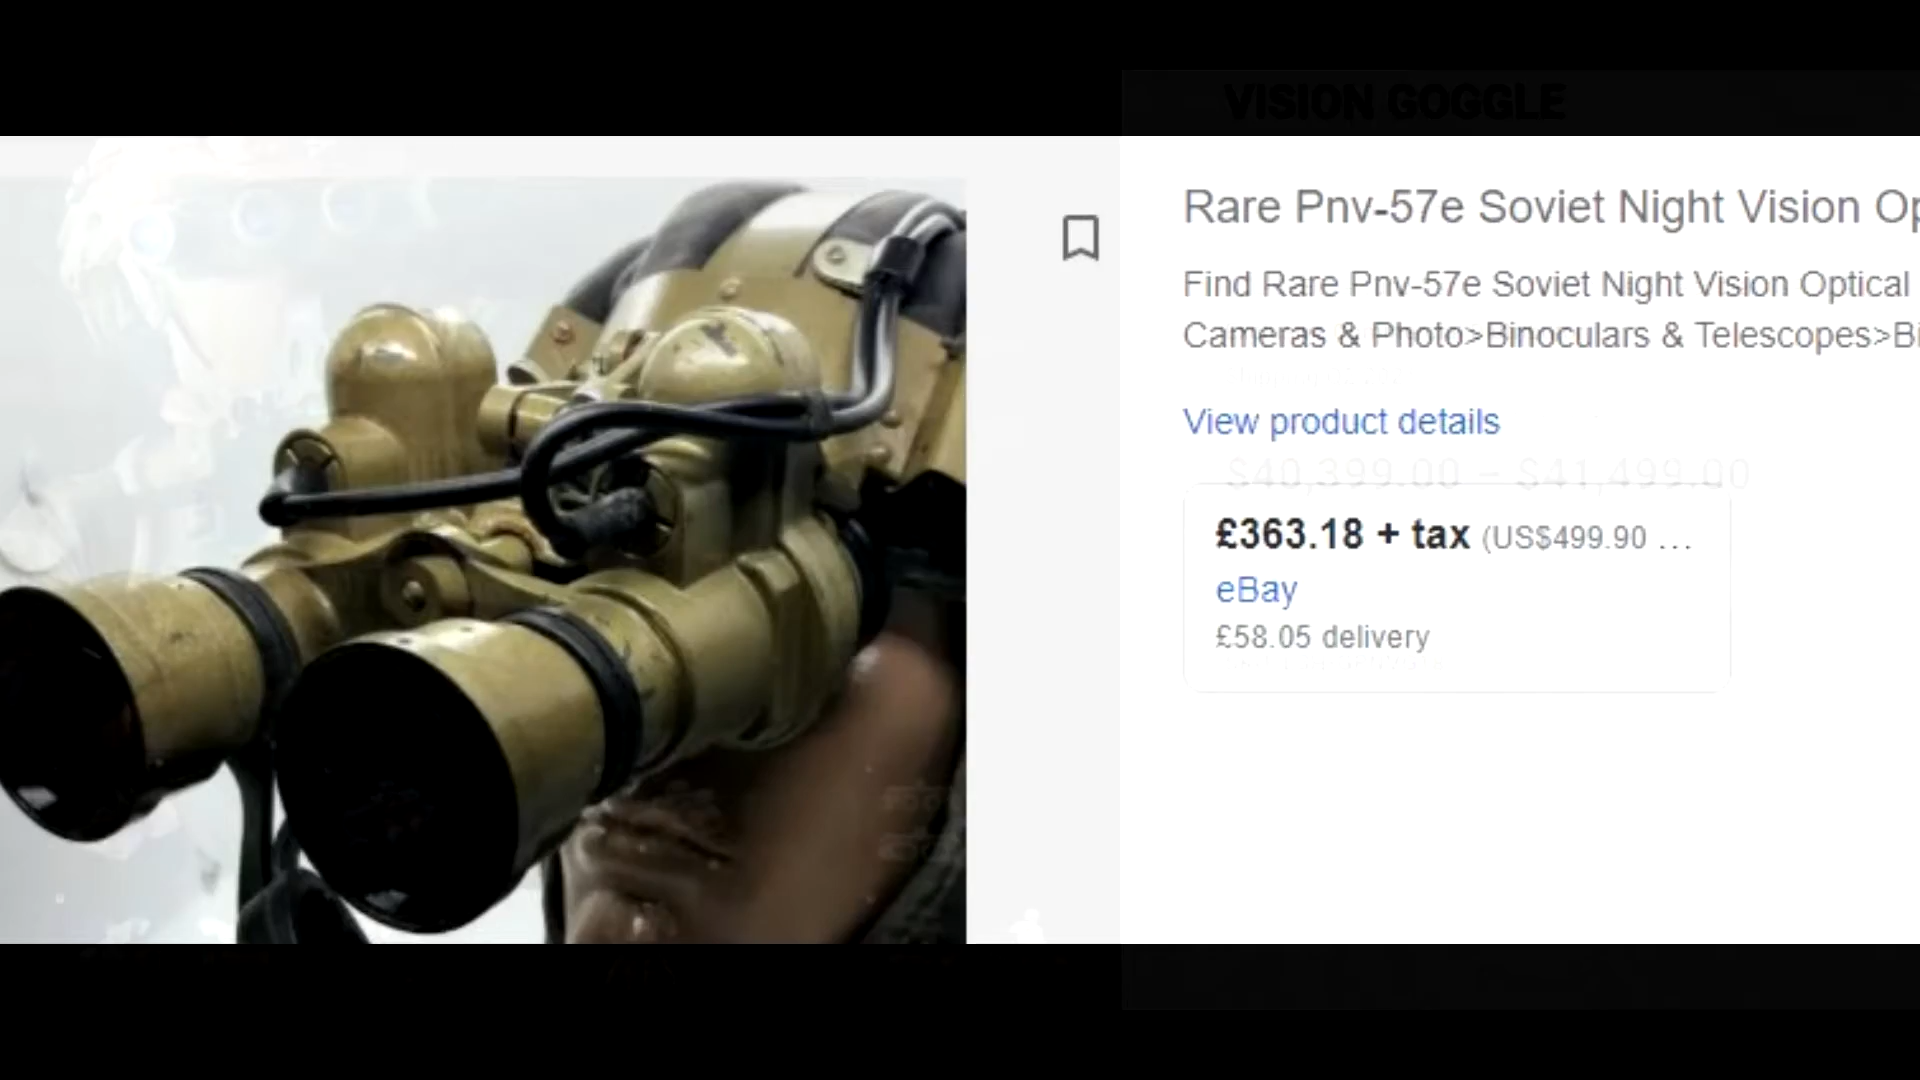 VISION GOGGLE
Rare Pnv-57e Soviet Night Vision Op
Find Rare Pnv-57e Soviet Night Vision Optical
Cameras & Photo>Binoculars & Telescopes>Bi
View product details
$40,399.00 – $41,499.00
£363.18 + tax (US$499.90 ...
eBay
£58.05 delivery